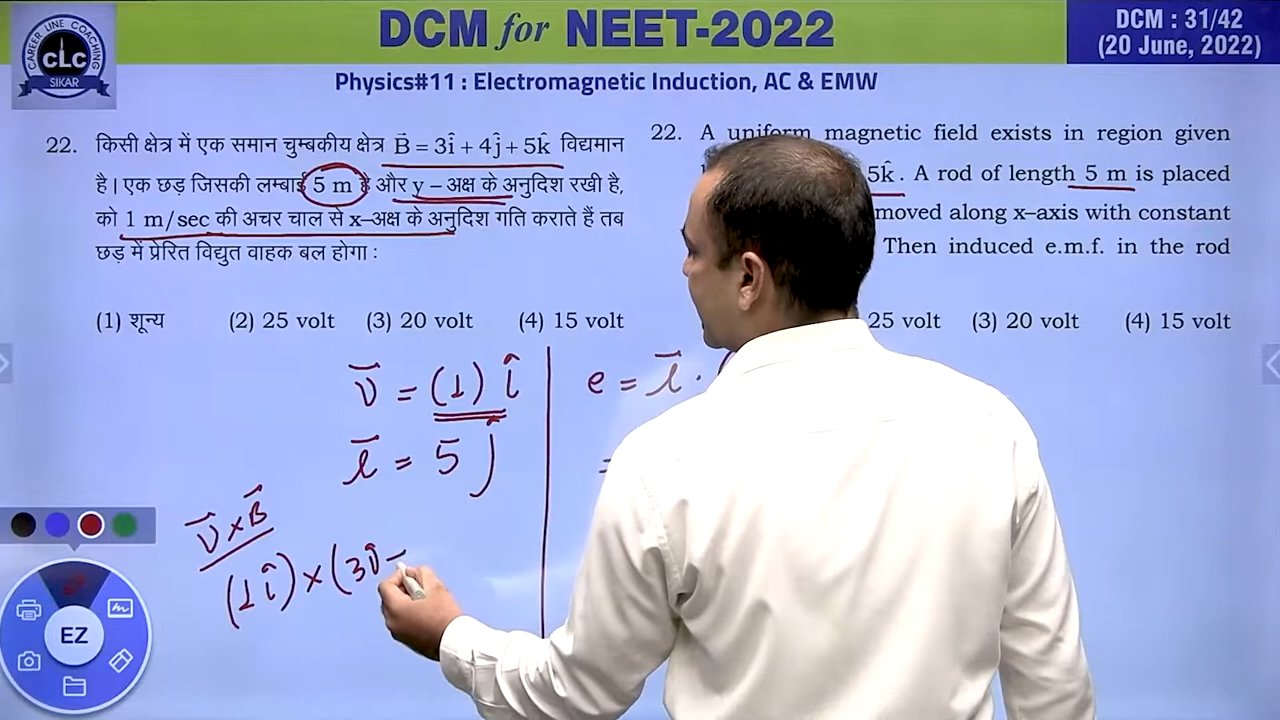 CAREER LINE COACHING
CLC
SIKAR
DCM for NEET-2022
DCM : 31/42
(20 June, 2022)
Physics#11 : Electromagnetic Induction, AC & EMW
22. किसी क्षेत्र में एक समान चुम्बकीय क्षेत्र B⃗ = 3î + 4ĵ + 5k̂ विद्यमान
है। एक छड़ जिसकी लम्बाई 5 m है और y – अक्ष के अनुदिश रखी है,
को 1 m/sec की अचर चाल से x–अक्ष के अनुदिश गति कराते हैं तब
छड़ में प्रेरित विद्युत वाहक बल होगा :
(1) शून्य (2) 25 volt (3) 20 volt (4) 15 volt
22. A uniform magnetic field exists in region given
5k̂. A rod of length 5 m is placed
moved along x–axis with constant
Then induced e.m.f. in the rod
25 volt (3) 20 volt (4) 15 volt
v⃗ = (1) î
l⃗ = 5 ĵ
v⃗ × B⃗
(1 î) × (3î
e = l⃗ · (
=
EZ